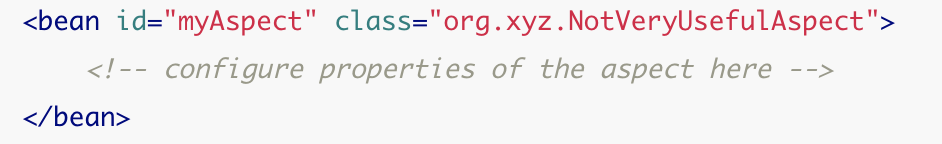 <bean id="myAspect" class="org.xyz.NotVeryUsefulAspect">
<!-- configure properties of the aspect here -->
</bean>